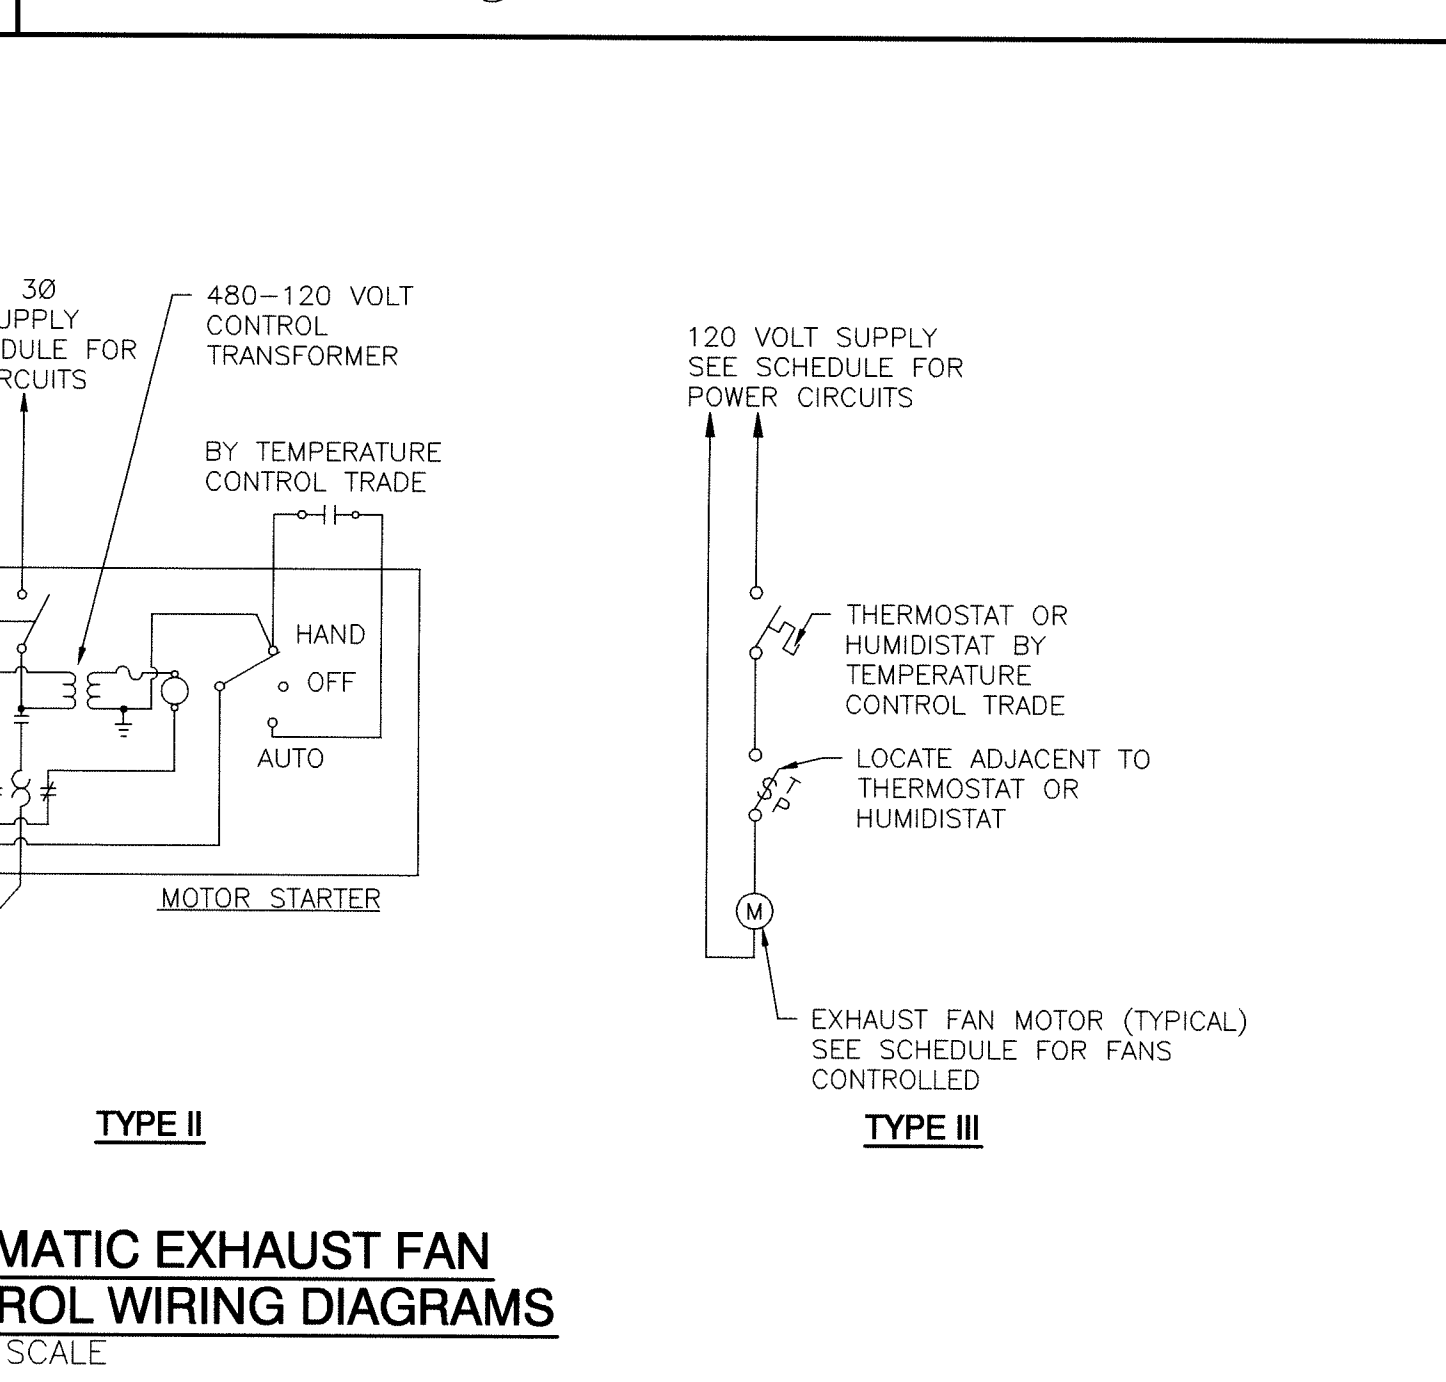 3Ø
UPPLY
DULE FOR
RCUITS
480-120 VOLT
CONTROL
TRANSFORMER
BY TEMPERATURE
CONTROL TRADE
HAND
OFF
AUTO
MOTOR STARTER
TYPE II
120 VOLT SUPPLY
SEE SCHEDULE FOR
POWER CIRCUITS
THERMOSTAT OR
HUMIDISTAT BY
TEMPERATURE
CONTROL TRADE
LOCATE ADJACENT TO
THERMOSTAT OR
HUMIDISTAT
S T
P
M
EXHAUST FAN MOTOR (TYPICAL)
SEE SCHEDULE FOR FANS
CONTROLLED
TYPE III
MATIC EXHAUST FAN
ROL WIRING DIAGRAMS
SCALE